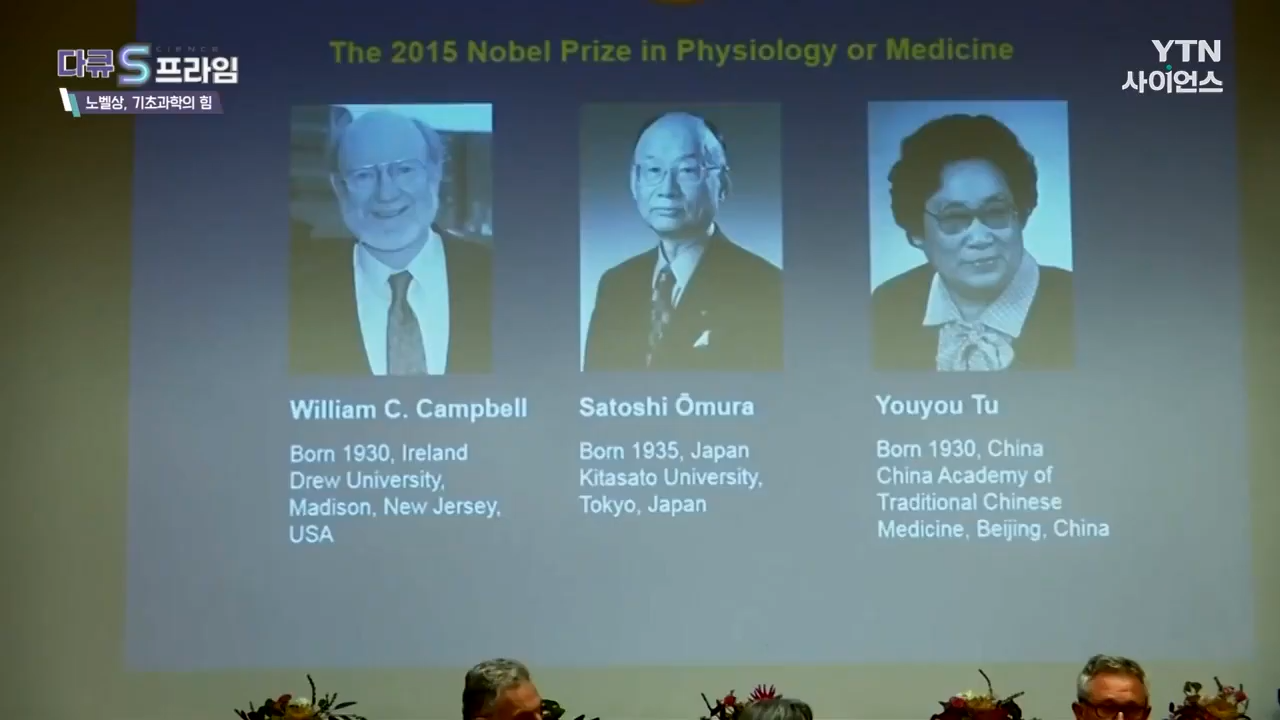 다큐 S 프라임
CIENCE
노벨상, 기초과학의 힘
YTN
사이언스
The 2015 Nobel Prize in Physiology or Medicine
William C. Campbell
Born 1930, Ireland
Drew University,
Madison, New Jersey,
USA
Satoshi Ōmura
Born 1935, Japan
Kitasato University,
Tokyo, Japan
Youyou Tu
Born 1930, China
China Academy of
Traditional Chinese
Medicine, Beijing, China